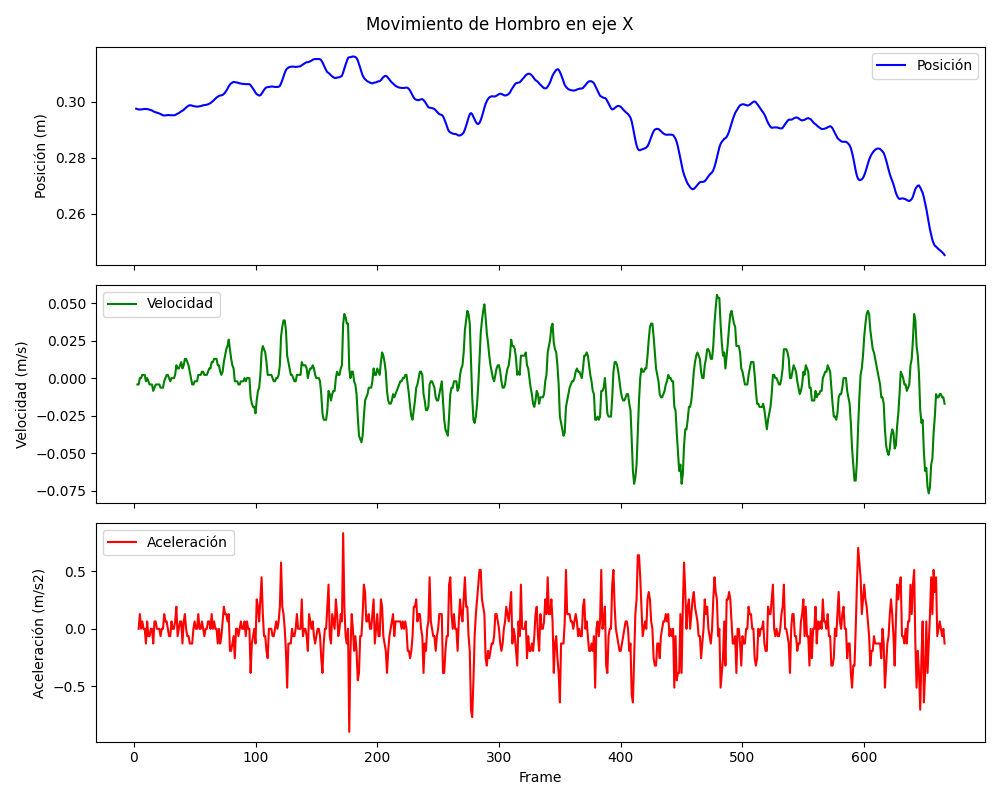 Movimiento de Hombro en eje X
Posición (m)
0.30
0.28
0.26
Posición
Velocidad (m/s)
0.050
0.025
0.000
−0.025
−0.050
−0.075
Velocidad
Aceleración (m/s2)
0.5
0.0
−0.5
Aceleración
0 100 200 300 400 500 600
Frame